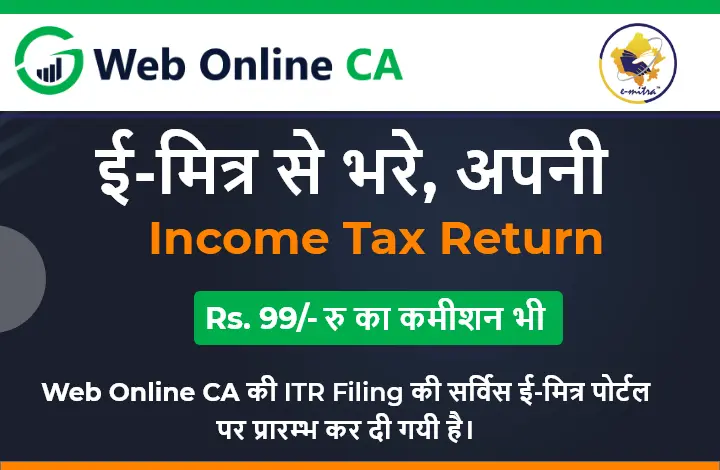 Web Online CA
e-mitra™
ई-मित्र से भरे, अपनी
Income Tax Return
Rs. 99/- रु का कमीशन भी
Web Online CA की ITR Filing की सर्विस ई-मित्र पोर्टल
पर प्रारम्भ कर दी गयी है।